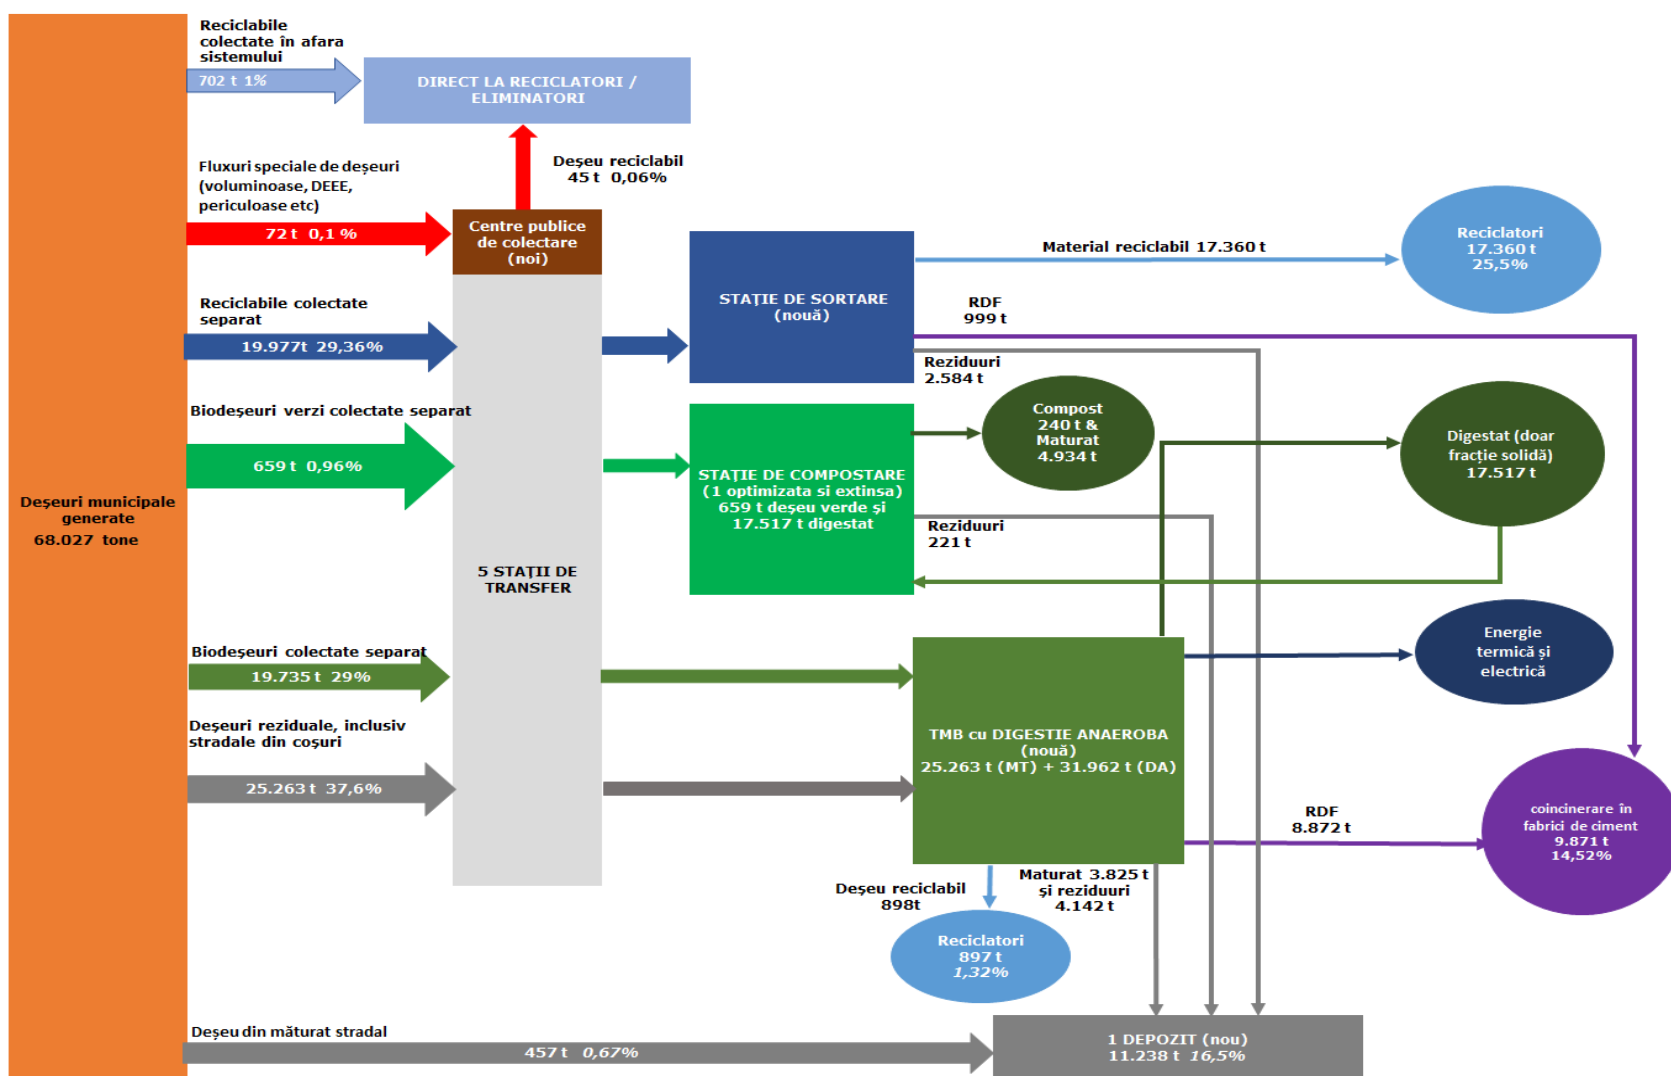 Reciclabile
colectate în afara
sistemului
702 t 1%
DIRECT LA RECICLATORI /
ELIMINATORI
Deșeu reciclabil
45 t 0,06%
Fluxuri speciale de deșeuri
(voluminoase, DEEE,
periculoase etc)
72 t 0,1 %
Centre publice
de colectare
(noi)
Reciclabile colectate
separat
19.977t 29,36%
STAȚIE DE SORTARE
(nouă)
Material reciclabil 17.360 t
Reciclatori
17.360 t
25,5%
RDF
999 t
Reziduuri
2.584 t
Biodeșeuri verzi colectate separat
659 t 0,96%
STAȚIE DE COMPOSTARE
(1 optimizata si extinsa)
659 t deșeu verde și
17.517 t digestat
Compost
240 t &
Maturat
4.934 t
Digestat (doar
fracție solidă)
17.517 t
Reziduuri
221 t
Deșeuri municipale
generate
68.027 tone
5 STAȚII DE
TRANSFER
Biodeșeuri colectate separat
19.735 t 29%
Energie
termică și
electrică
Deșeuri reziduale, inclusiv
stradale din coșuri
25.263 t 37,6%
TMB cu DIGESTIE ANAEROBA
(nouă)
25.263 t (MT) + 31.962 t (DA)
RDF
8.872 t
coincinerare în
fabrici de ciment
9.871 t
14,52%
Deșeu reciclabil
898t
Maturat 3.825 t
și reziduuri
4.142 t
Reciclatori
897 t
1,32%
Deșeu din măturat stradal
457 t 0,67%
1 DEPOZIT (nou)
11.238 t 16,5%